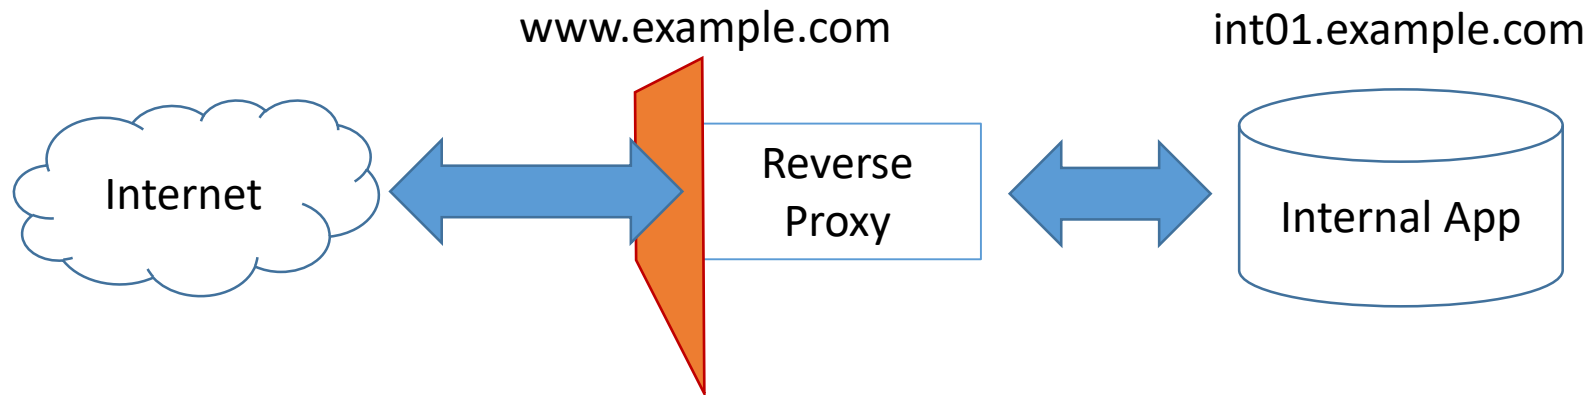 www.example.com
int01.example.com
Internet
Reverse
Proxy
Internal App